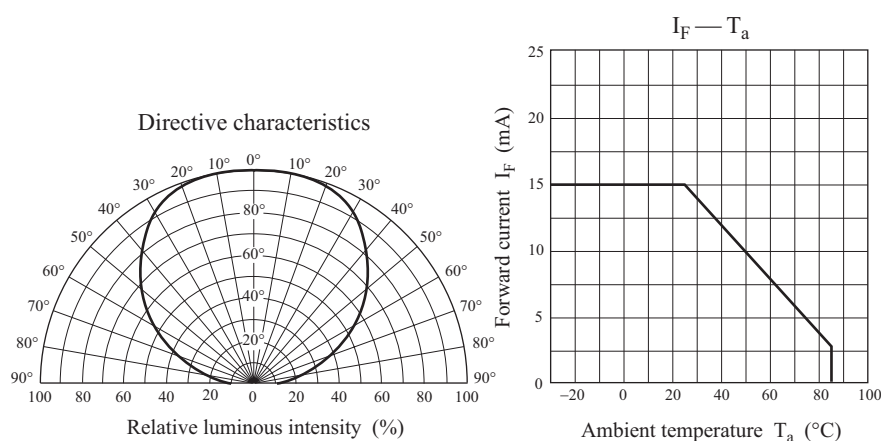 Directive characteristics
0°
10° 10°
20° 20°
30° 30°
40° 40°
50° 50°
60° 60°
70° 70°
80° 80°
90° 90°
80°
60°
40°
20°
100 80 60 40 20 0 20 40 60 80 100
Relative luminous intensity (%)
I_F — T_a
Forward current I_F (mA)
25
20
15
10
5
0
–20 0 20 40 60 80 100
Ambient temperature T_a (°C)